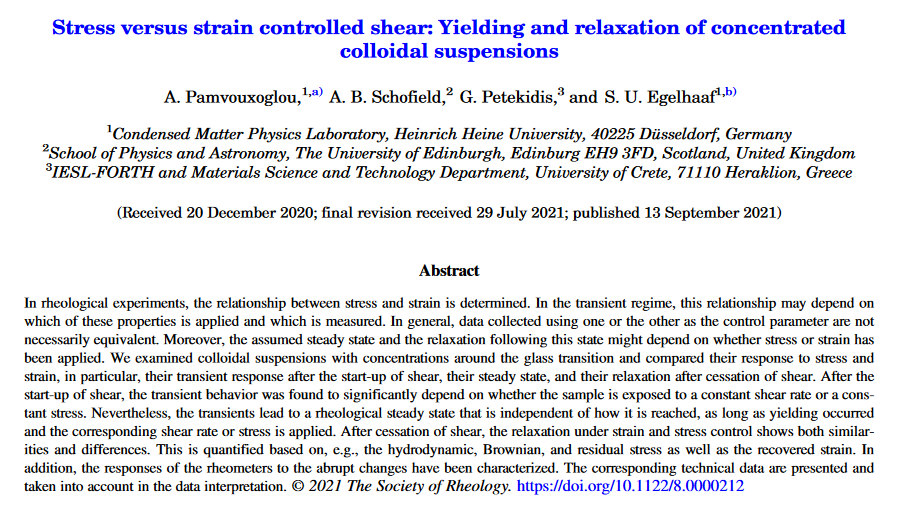 Stress versus strain controlled shear: Yielding and relaxation of concentrated
colloidal suspensions
A. Pamvouxoglou,1,a) A. B. Schofield,2 G. Petekidis,3 and S. U. Egelhaaf1,b)
1Condensed Matter Physics Laboratory, Heinrich Heine University, 40225 Düsseldorf, Germany
2School of Physics and Astronomy, The University of Edinburgh, Edinburg EH9 3FD, Scotland, United Kingdom
3IESL-FORTH and Materials Science and Technology Department, University of Crete, 71110 Heraklion, Greece
(Received 20 December 2020; final revision received 29 July 2021; published 13 September 2021)
Abstract
In rheological experiments, the relationship between stress and strain is determined. In the transient regime, this relationship may depend on
which of these properties is applied and which is measured. In general, data collected using one or the other as the control parameter are not
necessarily equivalent. Moreover, the assumed steady state and the relaxation following this state might depend on whether stress or strain has
been applied. We examined colloidal suspensions with concentrations around the glass transition and compared their response to stress and
strain, in particular, their transient response after the start-up of shear, their steady state, and their relaxation after cessation of shear. After the
start-up of shear, the transient behavior was found to significantly depend on whether the sample is exposed to a constant shear rate or a con-
stant stress. Nevertheless, the transients lead to a rheological steady state that is independent of how it is reached, as long as yielding occurred
and the corresponding shear rate or stress is applied. After cessation of shear, the relaxation under strain and stress control shows both similar-
ities and differences. This is quantified based on, e.g., the hydrodynamic, Brownian, and residual stress as well as the recovered strain. In
addition, the responses of the rheometers to the abrupt changes have been characterized. The corresponding technical data are presented and
taken into account in the data interpretation. © 2021 The Society of Rheology. https://doi.org/10.1122/8.0000212